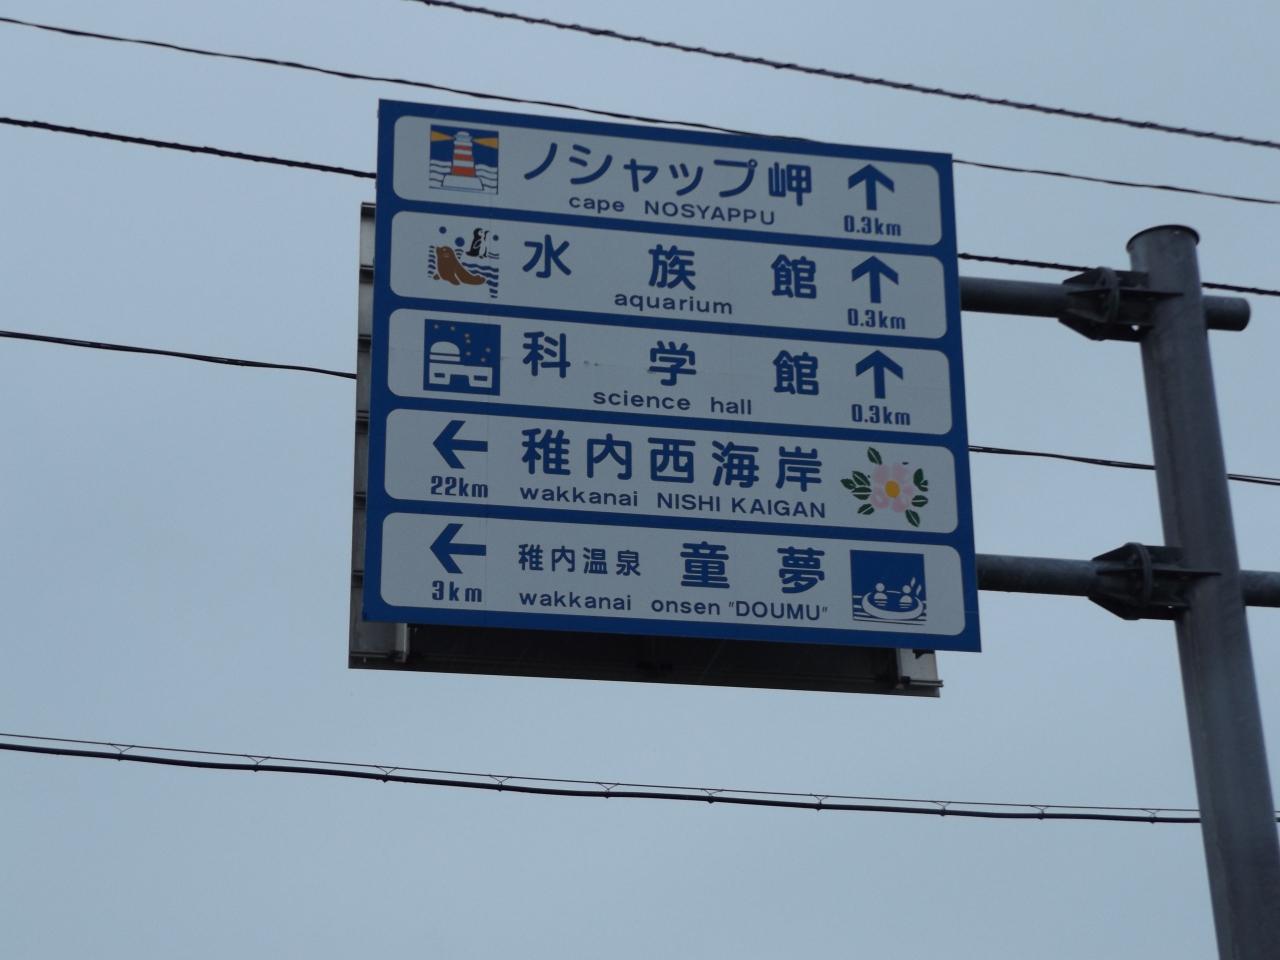 ノシャップ岬
cape NOSYAPPU
0.3km
水族館
aquarium
0.3km
科学館
science hall
0.3km
稚内西海岸
22km
wakkanai NISHI KAIGAN
稚内温泉 童夢
3km
wakkanai onsen "DOUMU"